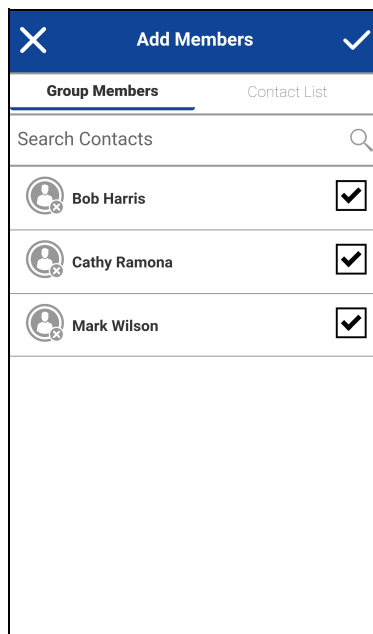 Add Members
Group Members Contact List
Search Contacts
Bob Harris
Cathy Ramona
Mark Wilson